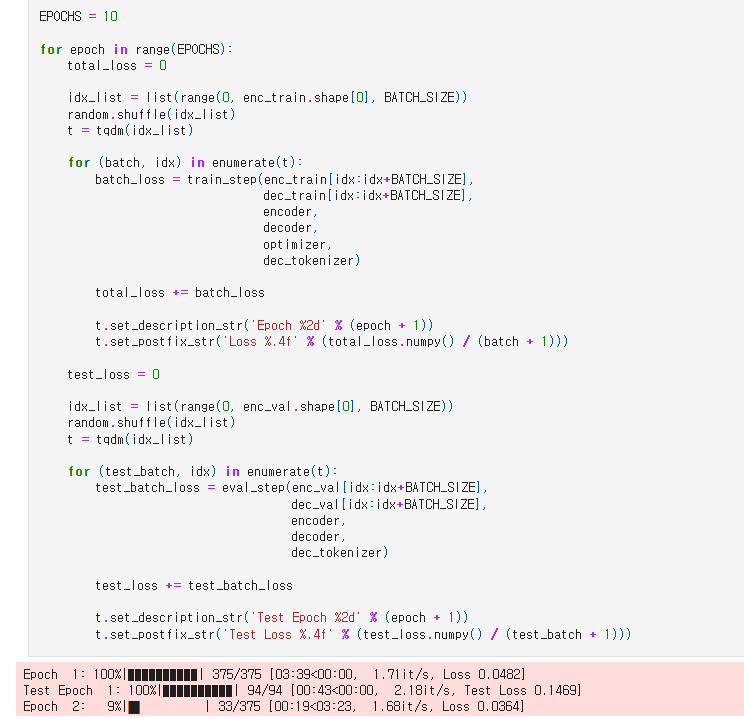 EPOCHS = 10
for epoch in range(EPOCHS):
total_loss = 0
idx_list = list(range(0, enc_train.shape[0], BATCH_SIZE))
random.shuffle(idx_list)
t = tqdm(idx_list)
for (batch, idx) in enumerate(t):
batch_loss = train_step(enc_train[idx:idx+BATCH_SIZE],
dec_train[idx:idx+BATCH_SIZE],
encoder,
decoder,
optimizer,
dec_tokenizer)
total_loss += batch_loss
t.set_description_str('Epoch %2d' % (epoch + 1))
t.set_postfix_str('Loss %.4f' % (total_loss.numpy() / (batch + 1)))
test_loss = 0
idx_list = list(range(0, enc_val.shape[0], BATCH_SIZE))
random.shuffle(idx_list)
t = tqdm(idx_list)
for (test_batch, idx) in enumerate(t):
test_batch_loss = eval_step(enc_val[idx:idx+BATCH_SIZE],
dec_val[idx:idx+BATCH_SIZE],
encoder,
decoder,
dec_tokenizer)
test_loss += test_batch_loss
t.set_description_str('Test Epoch %2d' % (epoch + 1))
t.set_postfix_str('Test Loss %.4f' % (test_loss.numpy() / (test_batch + 1)))
Epoch  1: 100%|██████████| 375/375 [03:39<00:00,  1.71it/s, Loss 0.0482]
Test Epoch  1: 100%|██████████| 94/94 [00:43<00:00,  2.18it/s, Test Loss 0.1469]
Epoch  2:   9%|█         | 33/375 [00:19<03:23,  1.68it/s, Loss 0.0364]